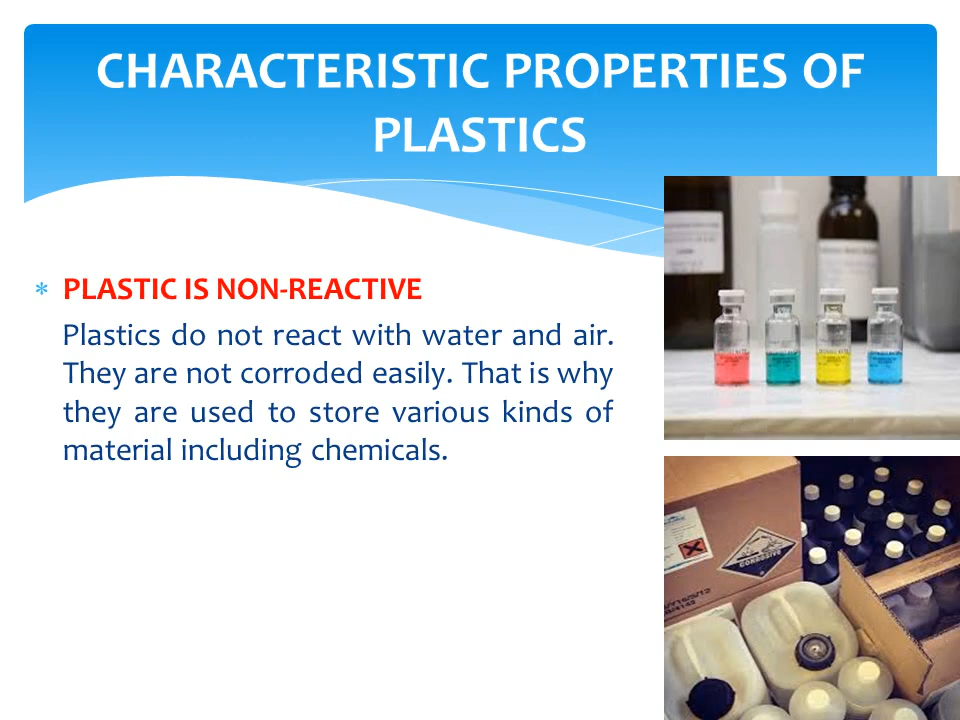 CHARACTERISTIC PROPERTIES OF
PLASTICS
* PLASTIC IS NON-REACTIVE
Plastics do not react with water and air.
They are not corroded easily. That is why
they are used to store various kinds of
material including chemicals.
CORROSIVE